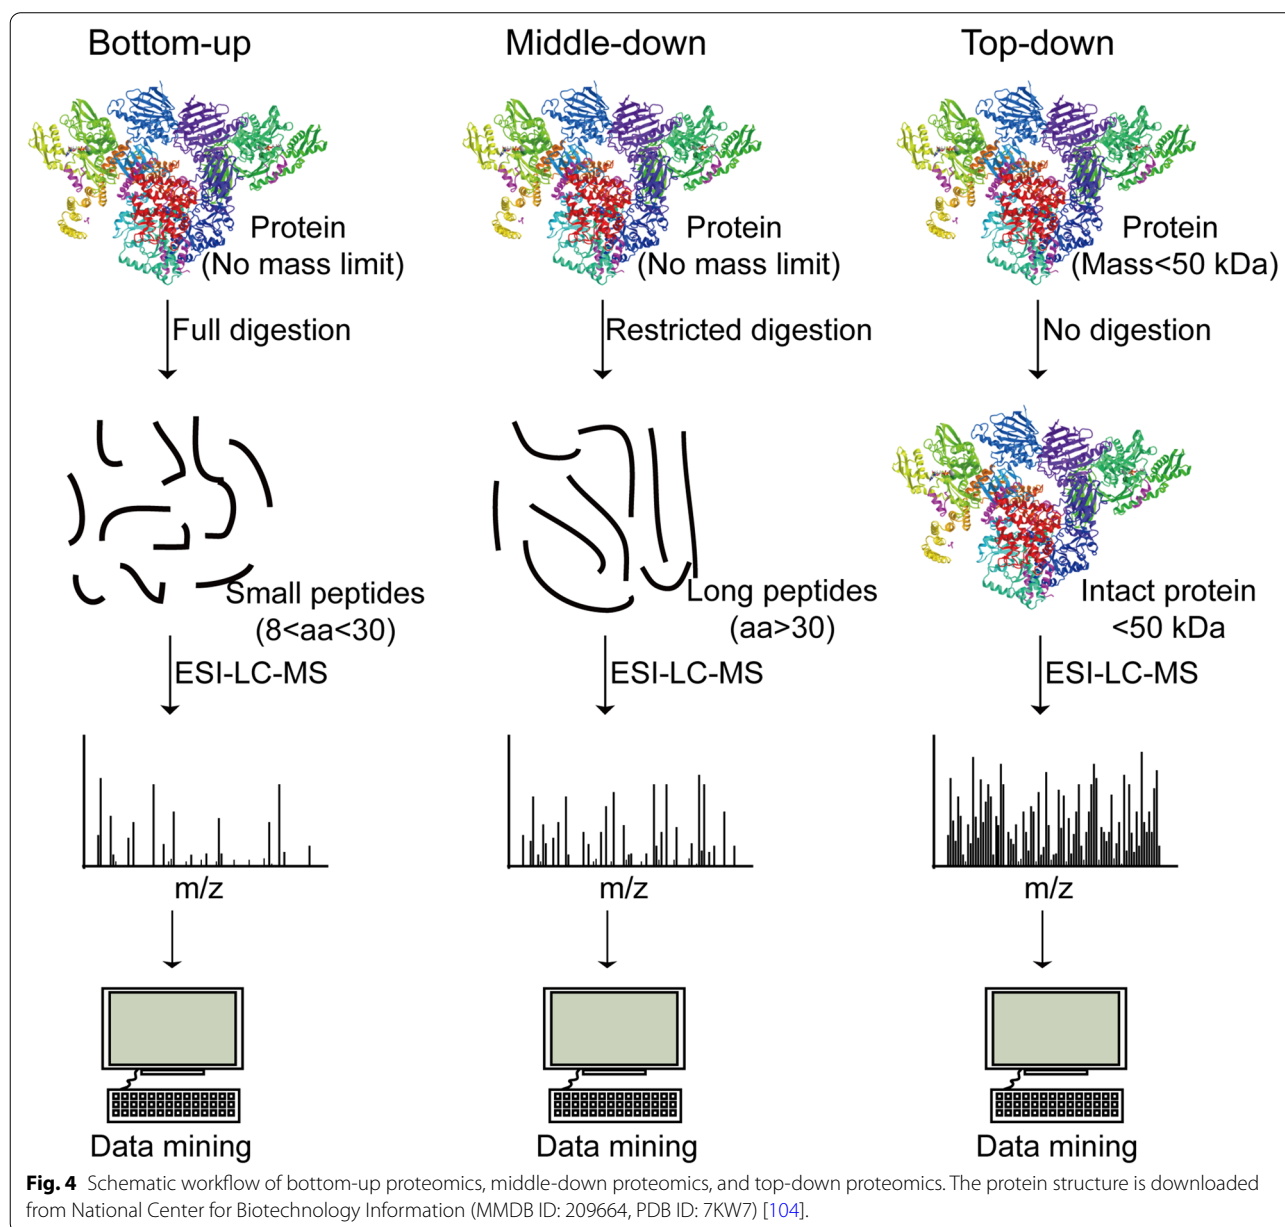 Bottom-up
Middle-down
Top-down
Protein
(No mass limit)
Protein
(No mass limit)
Protein
(Mass<50 kDa)
Full digestion
Restricted digestion
No digestion
Small peptides
(8<aa<30)
Long peptides
(aa>30)
Intact protein
<50 kDa
ESI-LC-MS
ESI-LC-MS
ESI-LC-MS
m/z
m/z
m/z
Data mining
Data mining
Data mining
Fig. 4 Schematic workflow of bottom-up proteomics, middle-down proteomics, and top-down proteomics. The protein structure is downloaded
from National Center for Biotechnology Information (MMDB ID: 209664, PDB ID: 7KW7) [104].